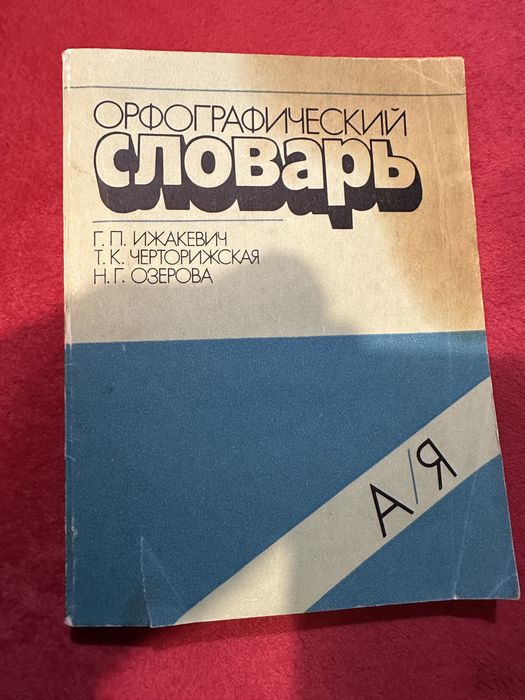 ОРФОГРАФИЧЕСКИЙ
словарь
Г. П. ИЖАКЕВИЧ
Т. К. ЧЕРТОРИЖСКАЯ
Н. Г. ОЗЕРОВА
А/Я